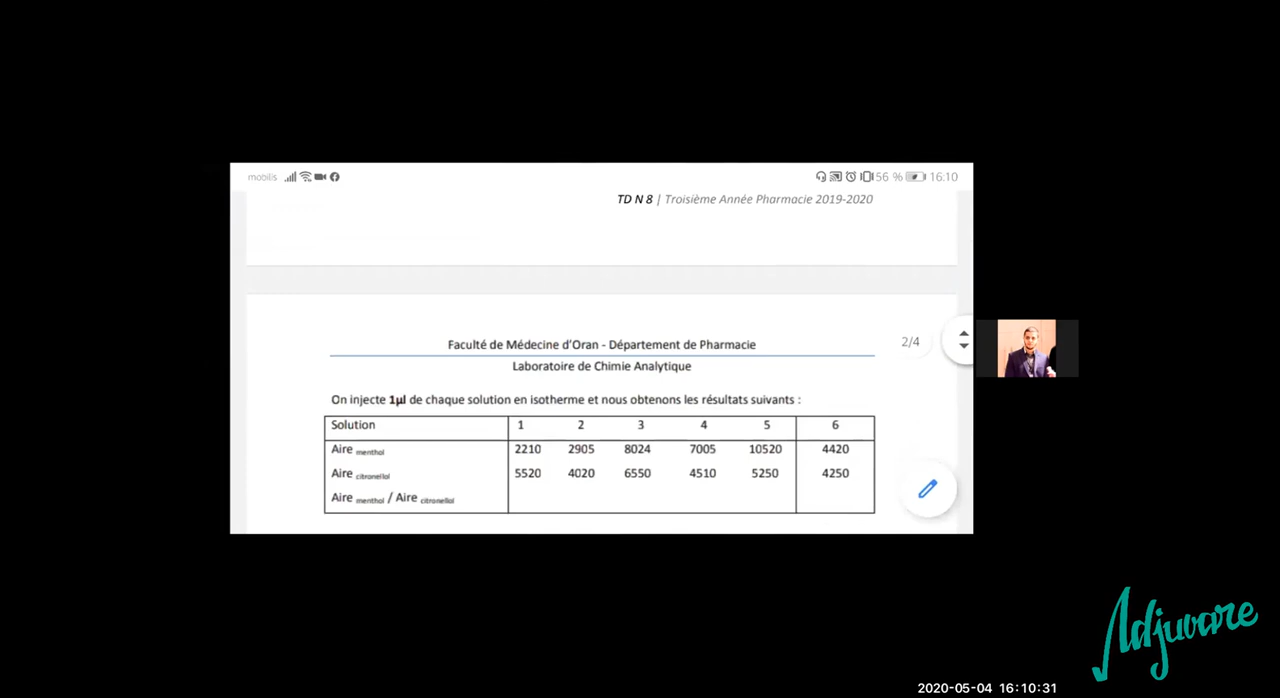 mobilis 56 % 16:10
TD N 8 | Troisième Année Pharmacie 2019-2020
Faculté de Médecine d'Oran - Département de Pharmacie
2/4
Laboratoire de Chimie Analytique
On injecte 1µl de chaque solution en isotherme et nous obtenons les résultats suivants :
Solution 1 2 3 4 5 6
Aire menthol 2210 2905 8024 7005 10520 4420
Aire citronellol 5520 4020 6550 4510 5250 4250
Aire menthol / Aire citronellol
Adjuvare
2020-05-04 16:10:31